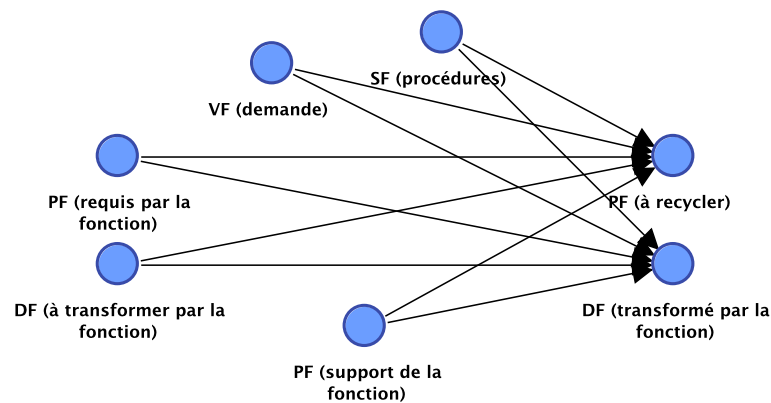 SF (procédures)
VF (demande)
PF (requis par la
fonction)
PF (à recycler)
DF (à transformer par la
fonction)
DF (transformé par la
fonction)
PF (support de la
fonction)